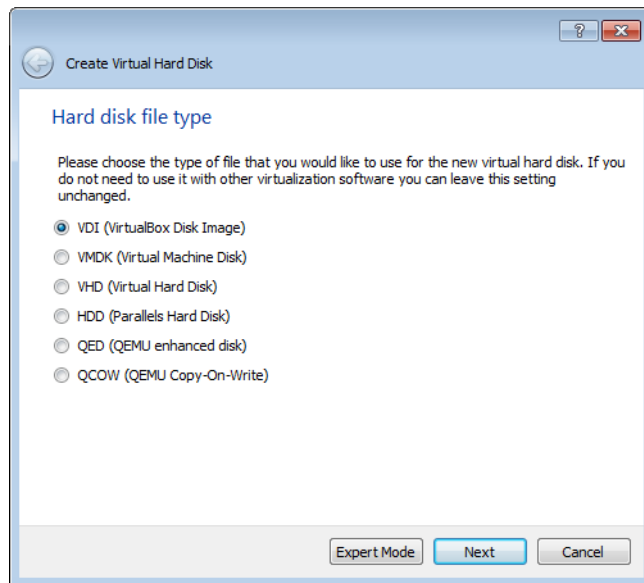 ?
Create Virtual Hard Disk
Hard disk file type
Please choose the type of file that you would like to use for the new virtual hard disk. If you
do not need to use it with other virtualization software you can leave this setting
unchanged.
VDI (VirtualBox Disk Image)
VMDK (Virtual Machine Disk)
VHD (Virtual Hard Disk)
HDD (Parallels Hard Disk)
QED (QEMU enhanced disk)
QCOW (QEMU Copy-On-Write)
Expert Mode Next Cancel